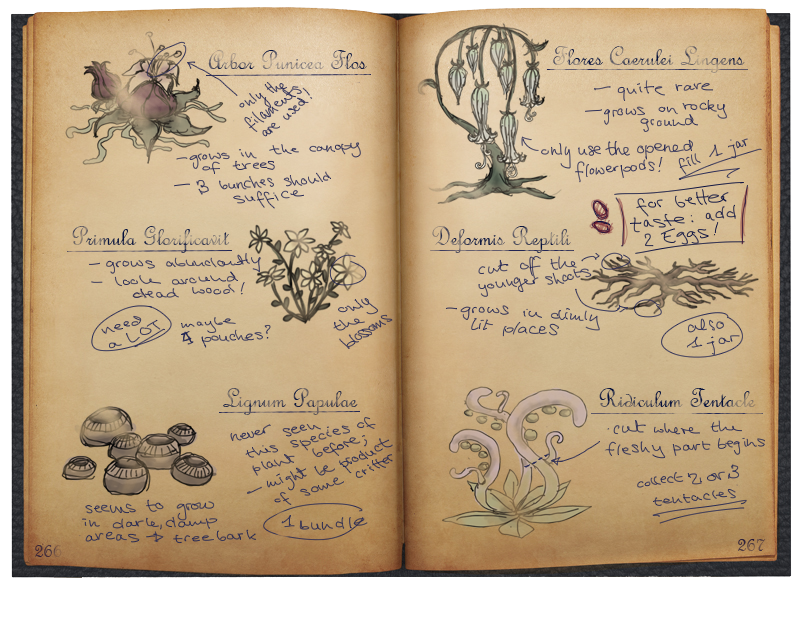 Arbor Punicea Flos
only the
filaments
are used!
– grows in the canopy
of trees
– 3 bunches should
suffice
Primula Glorificavit
– grows abundantly
– look around
dead wood!
need
a LOT
maybe
4 pouches?
only
the
blossoms
Lignum Papulae
never seen
this species of
plant before;
– might be product
of some critter
seems to grow
in dark, damp
areas → treebark
1 bundle
266
Flores Caerulei Lingens
– quite rare
– grows on rocky
ground
only use the opened
flowerpods!
fill 1 jar
for better
taste: add
2 Eggs!
Deformis Reptili
cut off the
younger shoots
– grows in dimly
lit places
also
1 jar
Ridiculum Tentacle
· cut where the
fleshy part begins
collect 2 or 3
tentacles
267